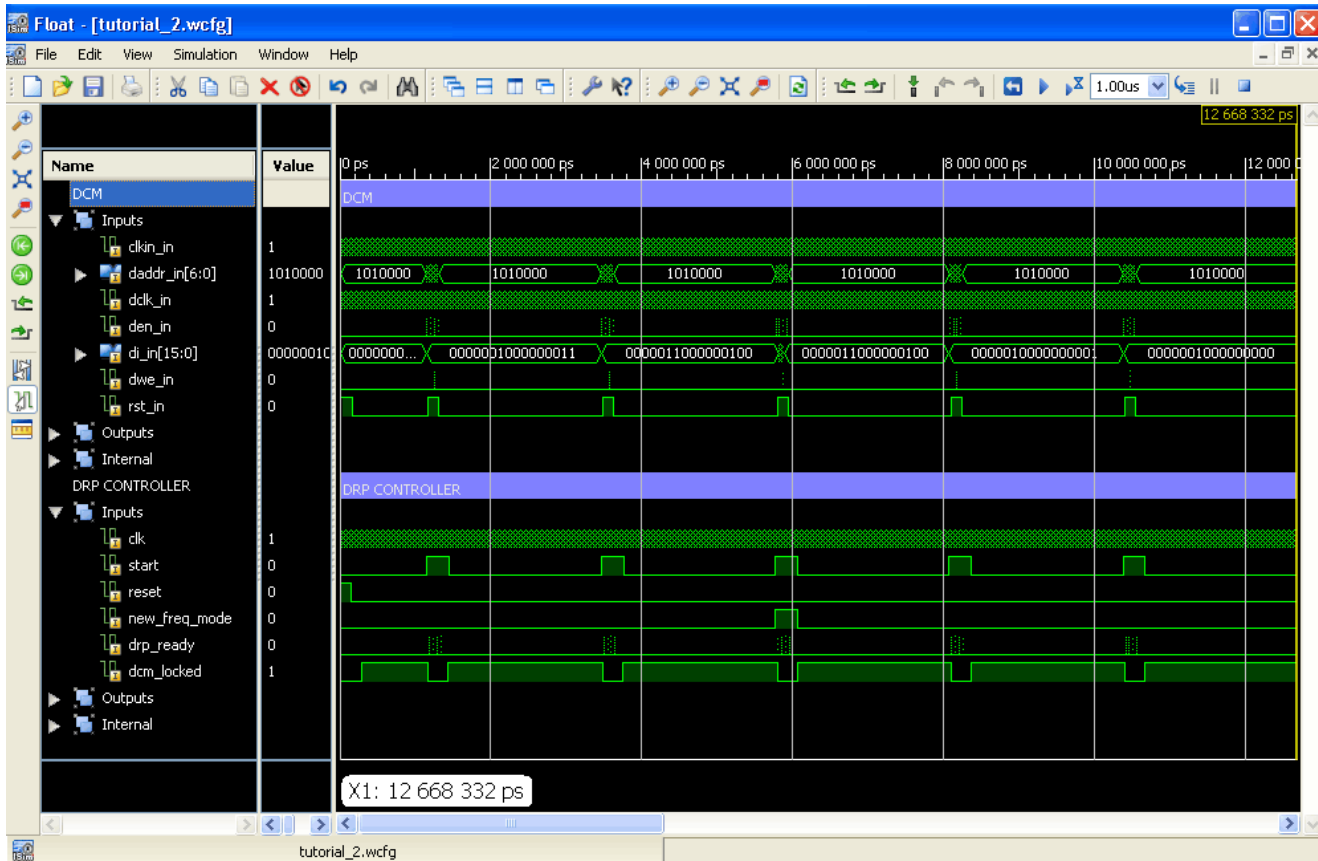 Float - [tutorial_2.wcfg]
File Edit View Simulation Window Help
1.00us
12 668 332 ps
Name Value 0 ps 2 000 000 ps 4 000 000 ps 6 000 000 ps 8 000 000 ps 10 000 000 ps 12 000
DCM DCM
Inputs
clkin_in 1
daddr_in[6:0] 1010000 1010000 1010000 1010000 1010000 1010000 1010000
dclk_in 1
den_in 0
di_in[15:0] 00000010 0000000... 0000001000000011 0000011000000100 0000011000000100 0000010000000001 0000001000000000
dwe_in 0
rst_in 0
Outputs
Internal
DRP CONTROLLER DRP CONTROLLER
Inputs
clk 1
start 0
reset 0
new_freq_mode 0
drp_ready 0
dcm_locked 1
Outputs
Internal
X1: 12 668 332 ps
tutorial_2.wcfg